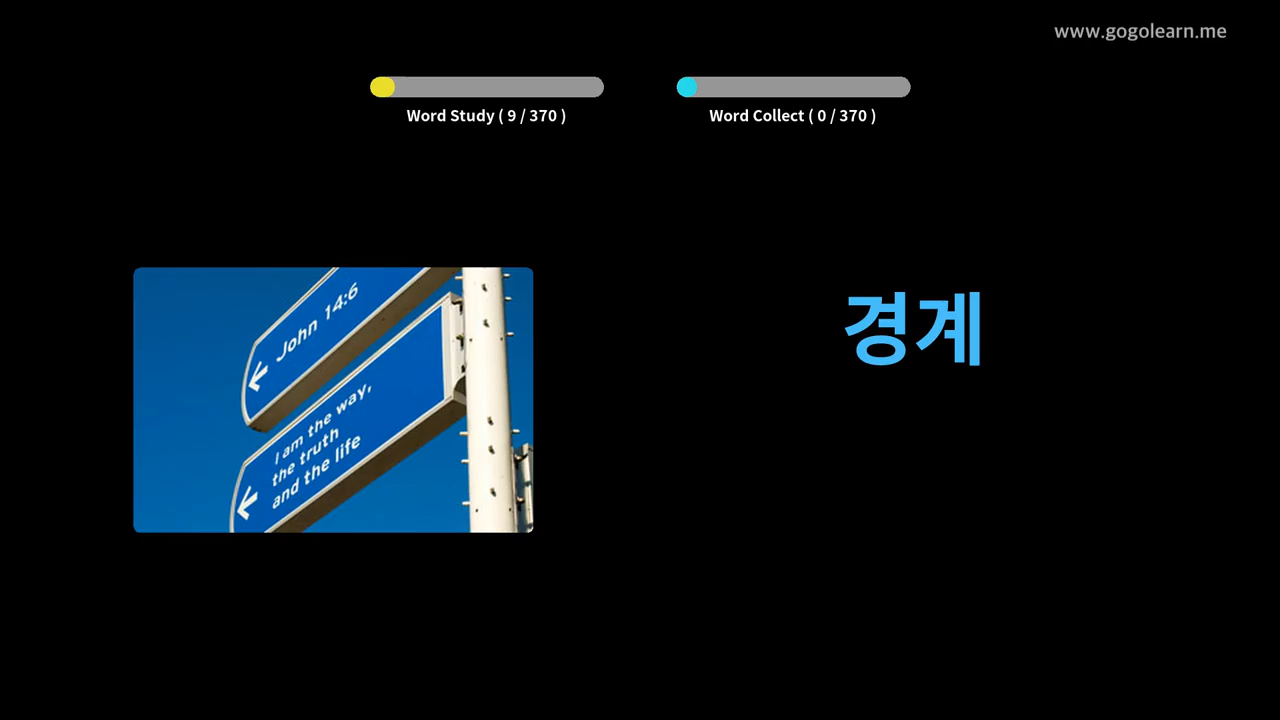 www.gogolearn.me
Word Study ( 9 / 370 )
Word Collect ( 0 / 370 )
John 14:6
I am the way,
the truth
and the life
경계